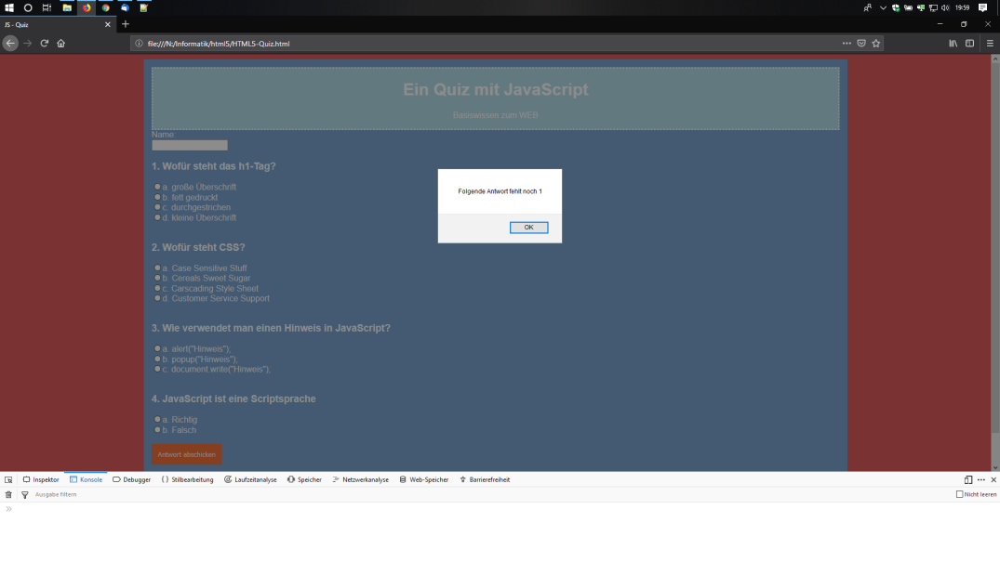 19:59
JS - Quiz
file:///N:/Informatik/html5/HTML5-Quiz.html
Ein Quiz mit JavaScript
Basiswissen zum WEB
Name:
1. Wofür steht das h1-Tag?
a. große Überschrift
b. fett gedruckt
c. durchgestrichen
d. kleine Überschrift
Folgende Antwort fehlt noch 1
OK
2. Wofür steht CSS?
a. Case Sensitive Stuff
b. Cereals Sweet Sugar
c. Carscading Style Sheet
d. Customer Service Support
3. Wie verwendet man einen Hinweis in JavaScript?
a. alert("Hinweis");
b. popup("Hinweis");
c. document.write("Hinweis");
4. JavaScript ist eine Scriptsprache
a. Richtig
b. Falsch
Antwort abschicken
Inspektor Konsole Debugger Stilbearbeitung Laufzeitanalyse Speicher Netzwerkanalyse Web-Speicher Barrierefreiheit
Ausgabe filtern Nicht leeren